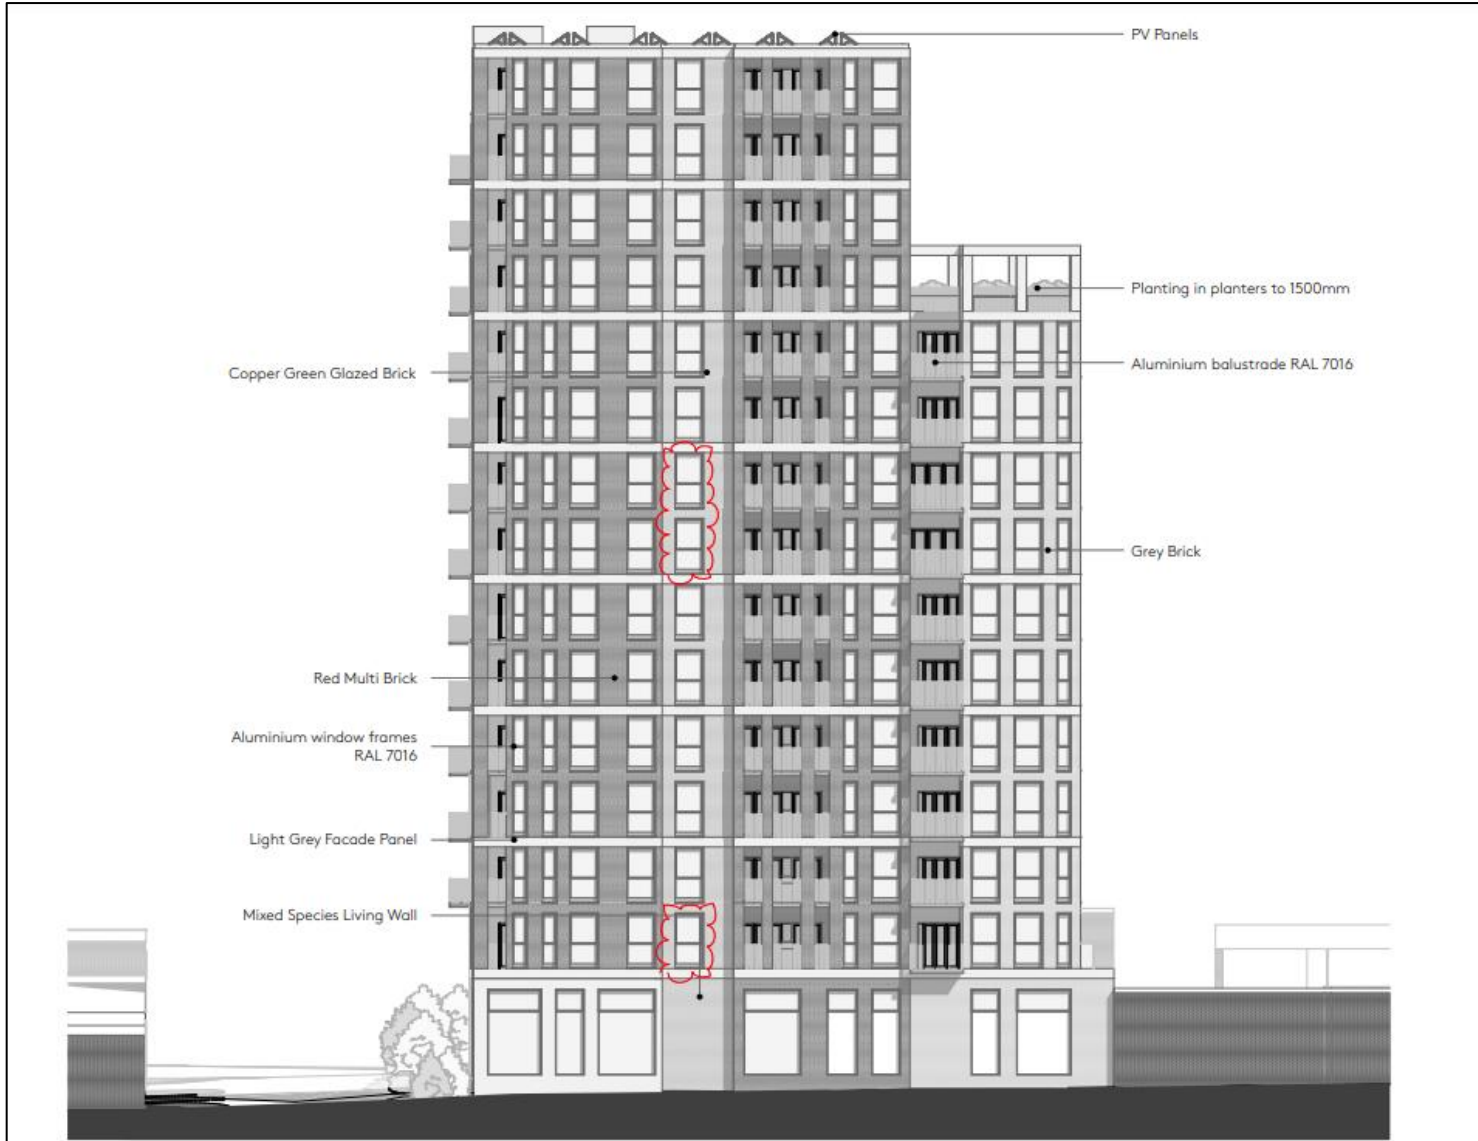 PV Panels
Planting in planters to 1500mm
Copper Green Glazed Brick
Aluminium balustrade RAL 7016
Grey Brick
Red Multi Brick
Aluminium window frames
RAL 7016
Light Grey Facade Panel
Mixed Species Living Wall